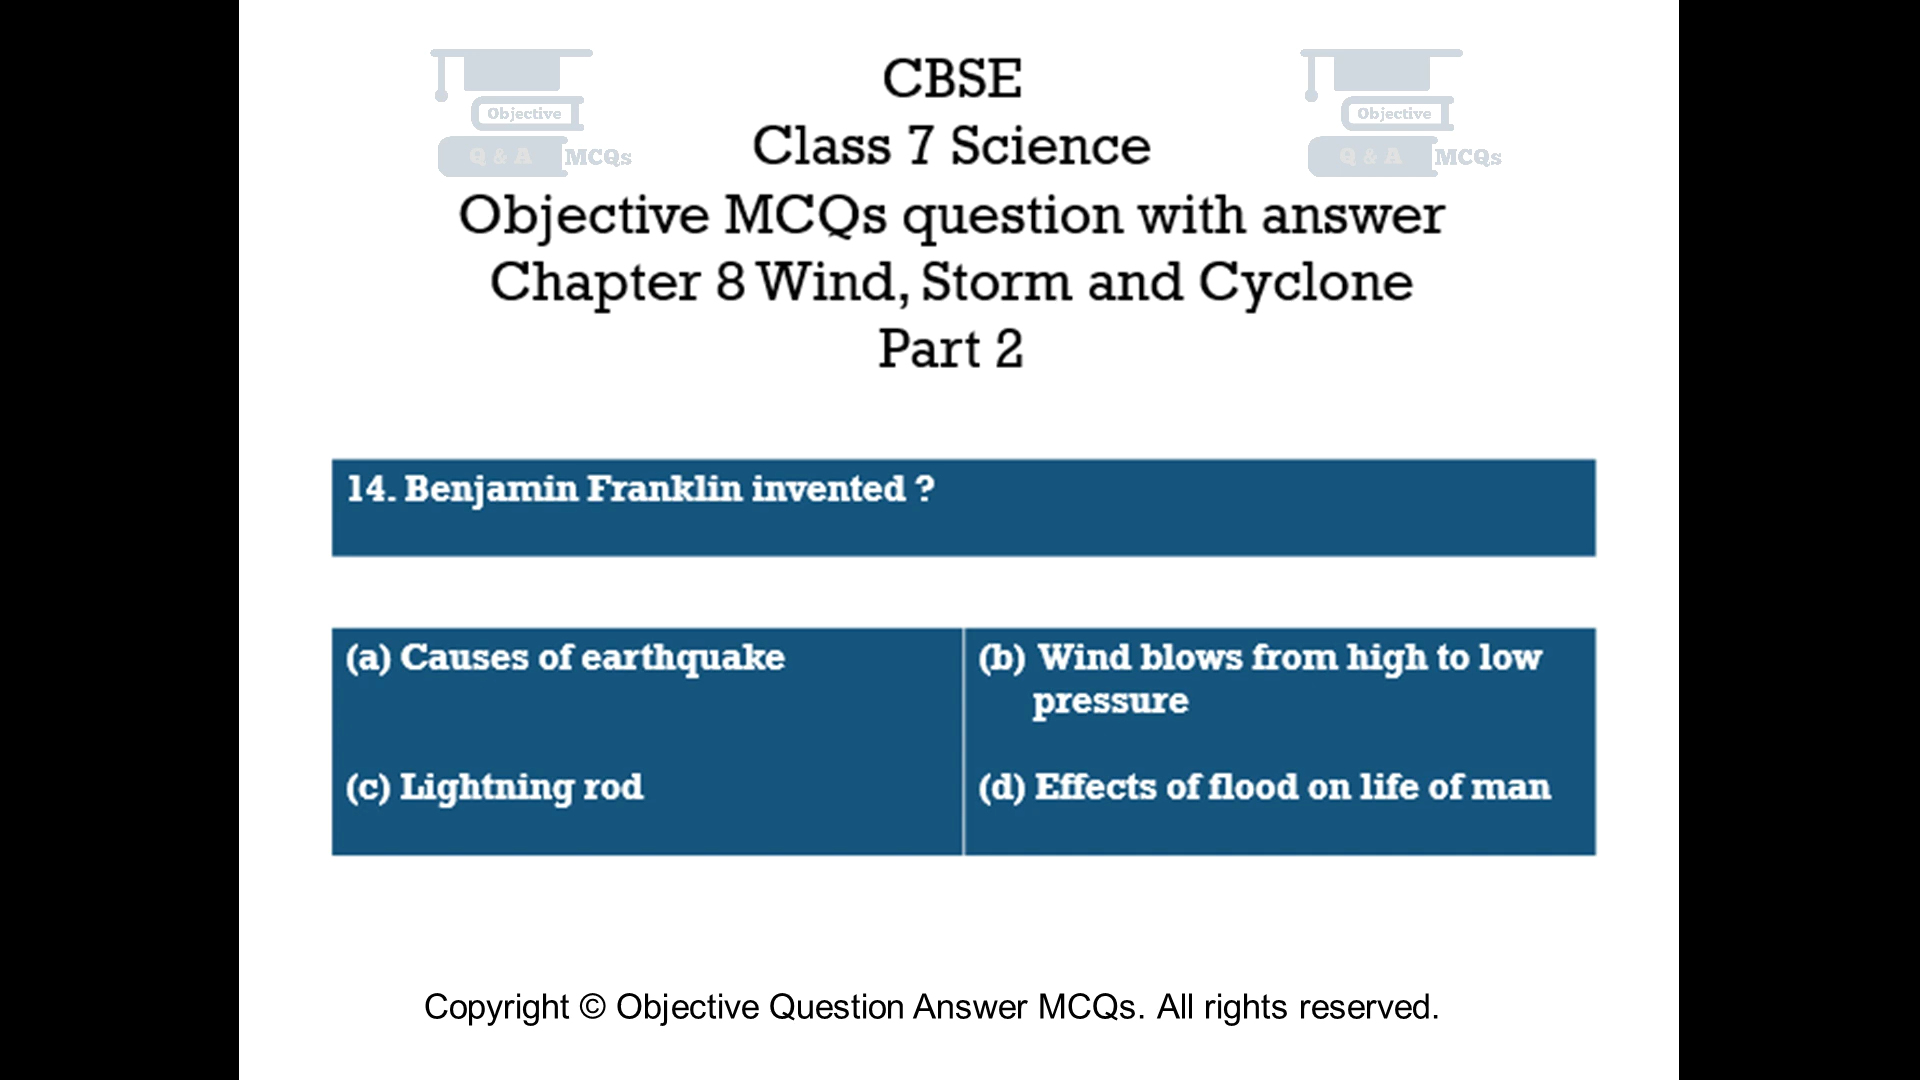 CBSE
Class 7 Science
Objective MCQs question with answer
Chapter 8 Wind, Storm and Cyclone
Part 2
Objective
Q & A MCQs
Objective
Q & A MCQs
14. Benjamin Franklin invented ?
(a) Causes of earthquake
(b) Wind blows from high to low
pressure
(c) Lightning rod
(d) Effects of flood on life of man
Copyright © Objective Question Answer MCQs. All rights reserved.